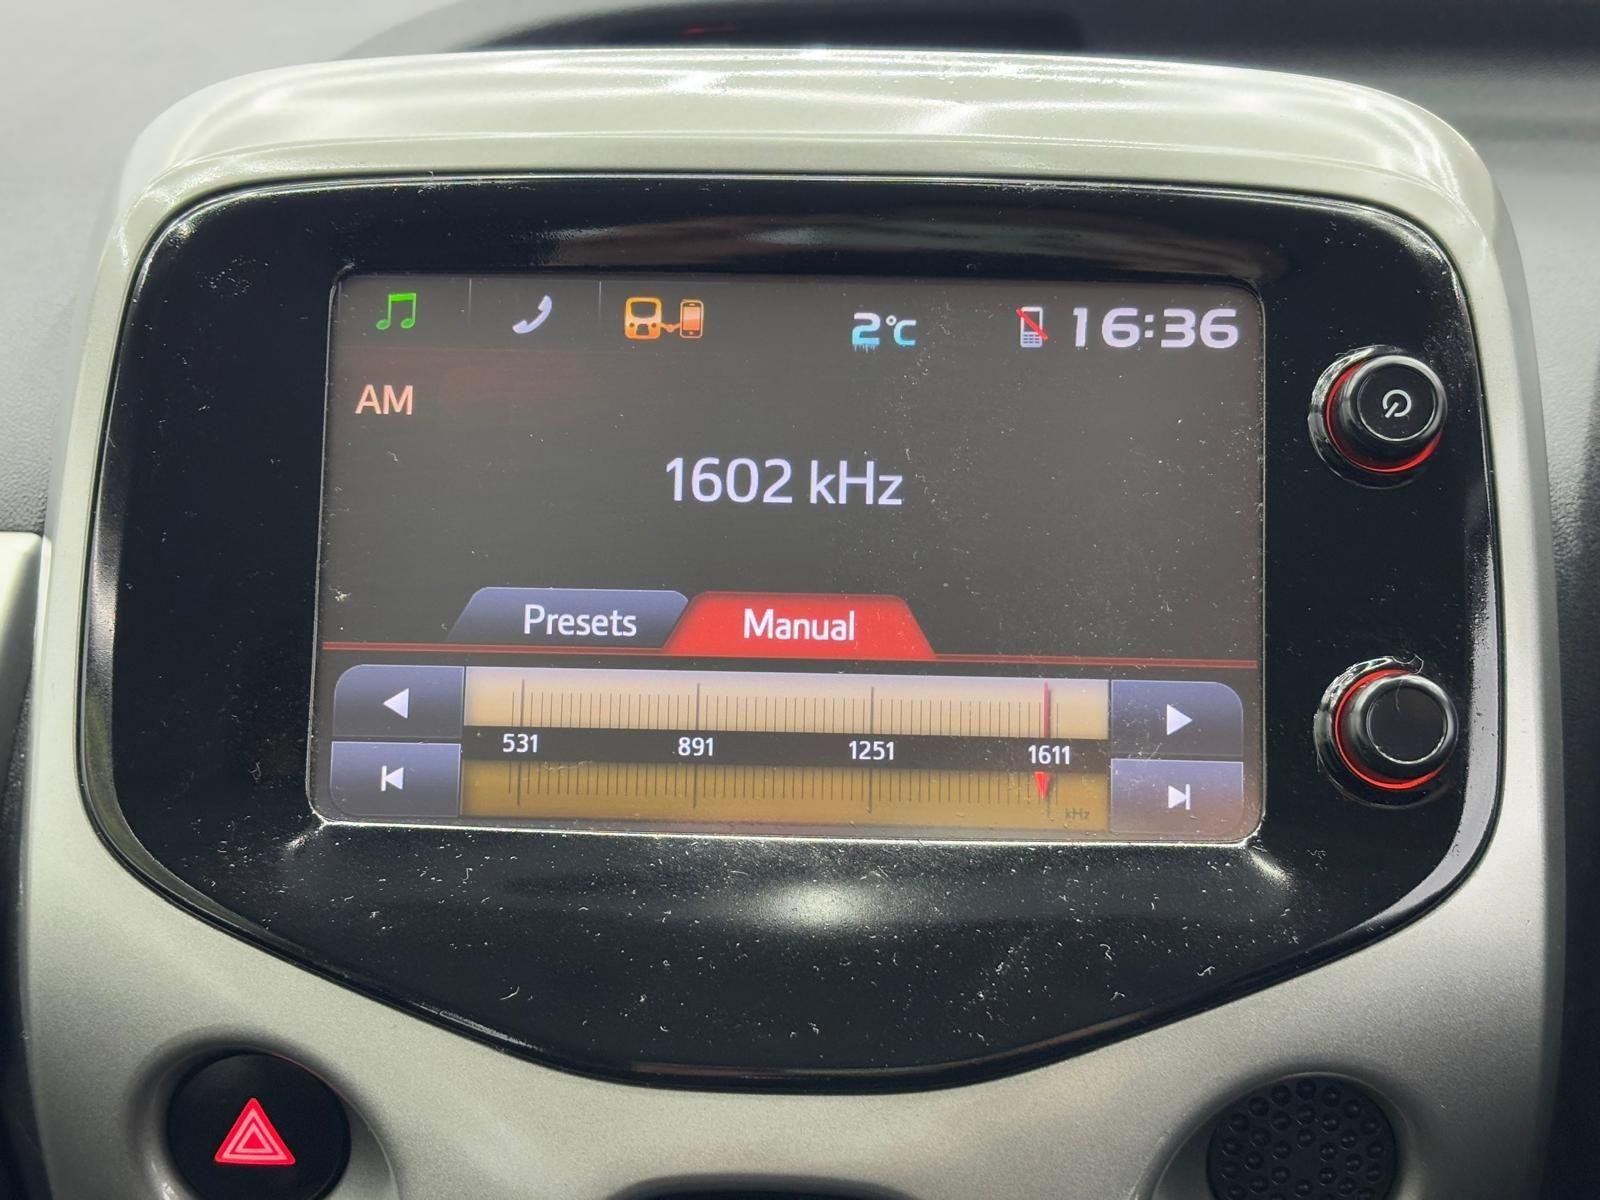 2°C 16:36
AM
1602 kHz
Presets Manual
531 891 1251 1611
kHz